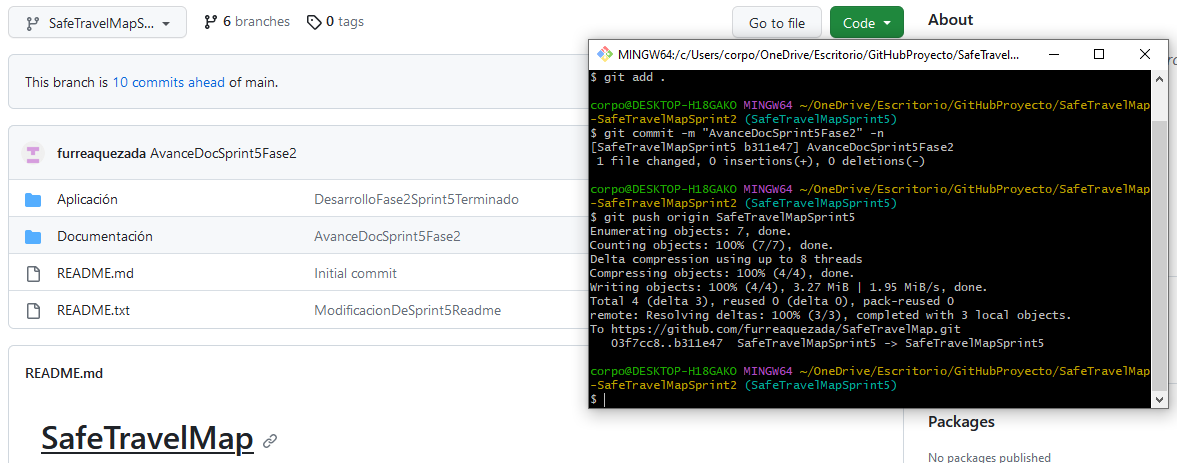 SafeTravelMapS...
6 branches
0 tags
Go to file
Code
About
This branch is 10 commits ahead of main.
furreaquezada AvanceDocSprint5Fase2
Aplicación DesarrolloFase2Sprint5Terminado
Documentación AvanceDocSprint5Fase2
README.md Initial commit
README.txt ModificacionDeSprint5Readme
README.md
SafeTravelMap
MINGW64:/c/Users/corpo/OneDrive/Escritorio/GitHubProyecto/SafeTravel...
$ git add .
corpo@DESKTOP-H18GAKO MINGW64 ~/OneDrive/Escritorio/GitHubProyecto/SafeTravelMap
-SafeTravelMapSprint2 (SafeTravelMapSprint5)
$ git commit -m "AvanceDocSprint5Fase2" -n
[SafeTravelMapSprint5 b311e47] AvanceDocSprint5Fase2
1 file changed, 0 insertions(+), 0 deletions(-)
corpo@DESKTOP-H18GAKO MINGW64 ~/OneDrive/Escritorio/GitHubProyecto/SafeTravelMap
-SafeTravelMapSprint2 (SafeTravelMapSprint5)
$ git push origin SafeTravelMapSprint5
Enumerating objects: 7, done.
Counting objects: 100% (7/7), done.
Delta compression using up to 8 threads
Compressing objects: 100% (4/4), done.
Writing objects: 100% (4/4), 3.27 MiB | 1.95 MiB/s, done.
Total 4 (delta 3), reused 0 (delta 0), pack-reused 0
remote: Resolving deltas: 100% (3/3), completed with 3 local objects.
To https://github.com/furreaquezada/SafeTravelMap.git
03f7cc8..b311e47 SafeTravelMapSprint5 -> SafeTravelMapSprint5
corpo@DESKTOP-H18GAKO MINGW64 ~/OneDrive/Escritorio/GitHubProyecto/SafeTravelMap
-SafeTravelMapSprint2 (SafeTravelMapSprint5)
$
Packages
No packages published